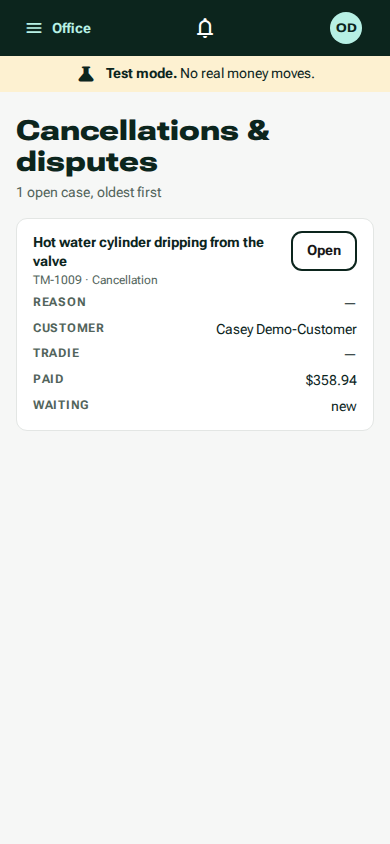 Office
OD
Test mode. No real money moves.
Cancellations &
disputes
1 open case, oldest first
Hot water cylinder dripping from the
valve
Open
TM-1009 · Cancellation
REASON —
CUSTOMER Casey Demo-Customer
TRADIE —
PAID $358.94
WAITING new